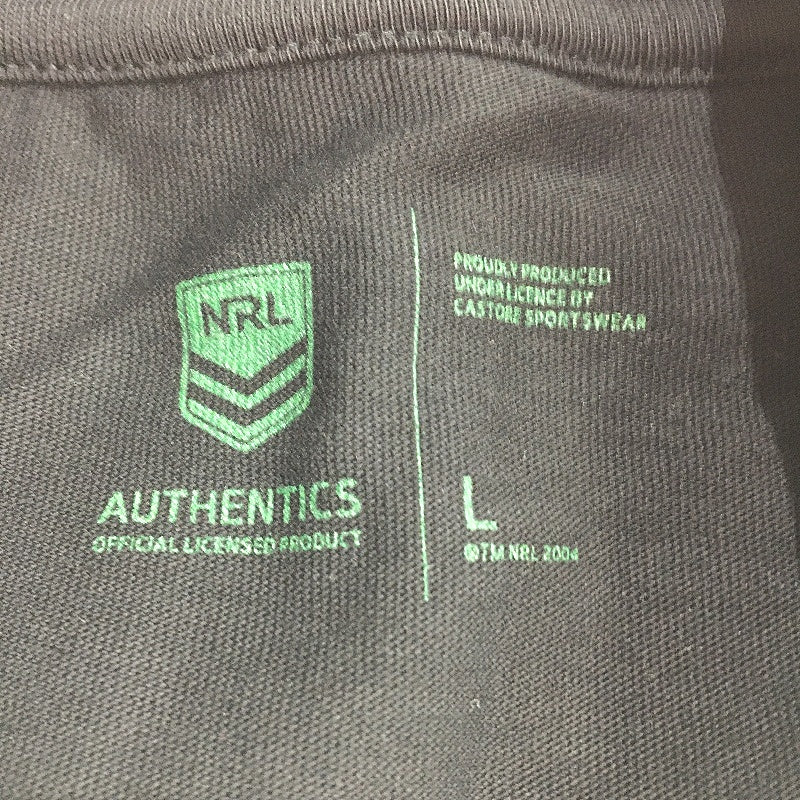 NRL
AUTHENTICS
OFFICIAL LICENSED PRODUCT
PROUDLY PRODUCED
UNDER LICENCE BY
CASTORE SPORTSWEAR
L
©TM NRL 2004